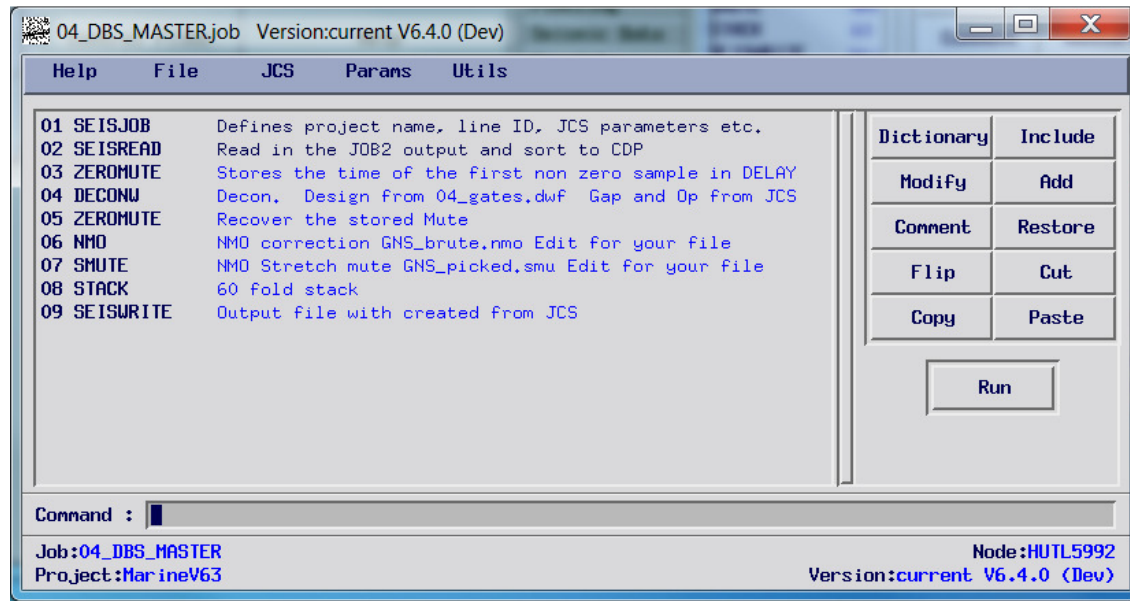 04_DBS_MASTER.job Version:current V6.4.0 (Dev)
Help File JCS Params Utils
01 SEISJOB Defines project name, line ID, JCS parameters etc.
02 SEISREAD Read in the JOB2 output and sort to CDP
03 ZEROMUTE Stores the time of the first non zero sample in DELAY
04 DECONW Decon. Design from 04_gates.dwf Gap and Op from JCS
05 ZEROMUTE Recover the stored Mute
06 NMO NMO correction GNS_brute.nmo Edit for your file
07 SMUTE NMO Stretch mute GNS_picked.smu Edit for your file
08 STACK 60 fold stack
09 SEISWRITE Output file with created from JCS
Dictionary Include
Modify Add
Comment Restore
Flip Cut
Copy Paste
Run
Command :
Job:04_DBS_MASTER Node:HUTL5992
Project:MarineV63 Version:current V6.4.0 (Dev)